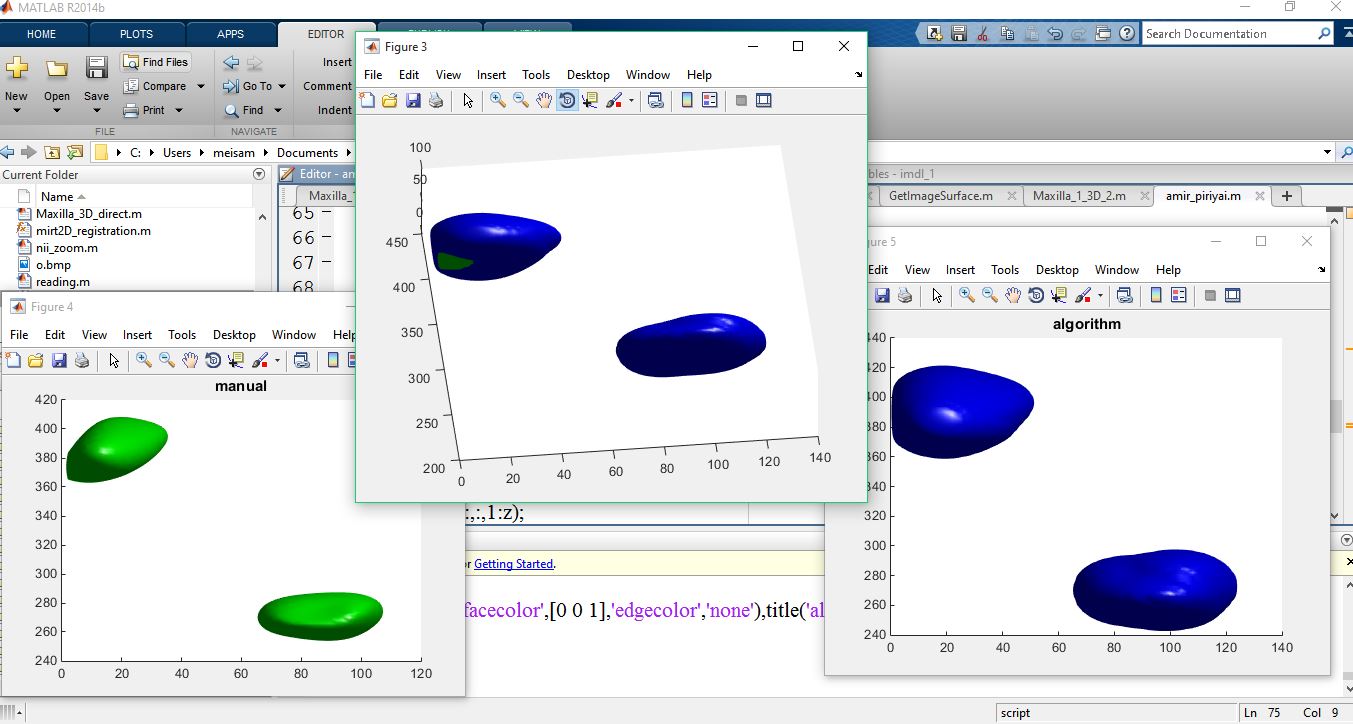 MATLAB R2014b
HOME PLOTS APPS EDITOR
Search Documentation
New Open Save Find Files Compare Print
FILE
Go To Find
NAVIGATE
Insert
Comment
Indent
C: Users meisam Documents
Current Folder
Name
Maxilla_3D_direct.m
mirt2D_registration.m
nii_zoom.m
o.bmp
reading.m
Editor - am
bles - imdl_1
Maxilla_
GetImageSurface.m Maxilla_1_3D_2.m amir_piriyai.m
65
66
67
68
Figure 3
File Edit View Insert Tools Desktop Window Help
100
50
0
450
400
350
300
250
200
0 20 40 60 80 100 120 140
Figure 4
File Edit View Insert Tools Desktop Window Help
manual
420
400
380
360
340
320
300
280
260
240
0 20 40 60 80 100 120
ure 5
Edit View Insert Tools Desktop Window Help
algorithm
440
420
400
380
360
340
320
300
280
260
240
0 20 40 60 80 100 120 140
:,:,1:z);
or Getting Started.
facecolor',[0 0 1],'edgecolor','none'),title('al
script
Ln 75 Col 9